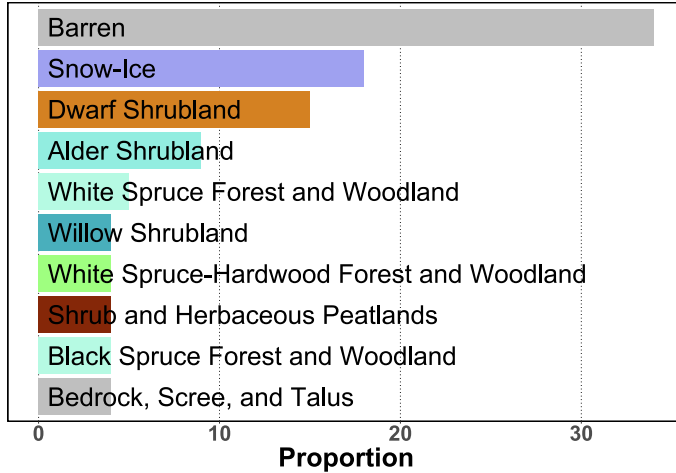 Barren
Snow-Ice
Dwarf Shrubland
Alder Shrubland
White Spruce Forest and Woodland
Willow Shrubland
White Spruce-Hardwood Forest and Woodland
Shrub and Herbaceous Peatlands
Black Spruce Forest and Woodland
Bedrock, Scree, and Talus
0 10 20 30
Proportion